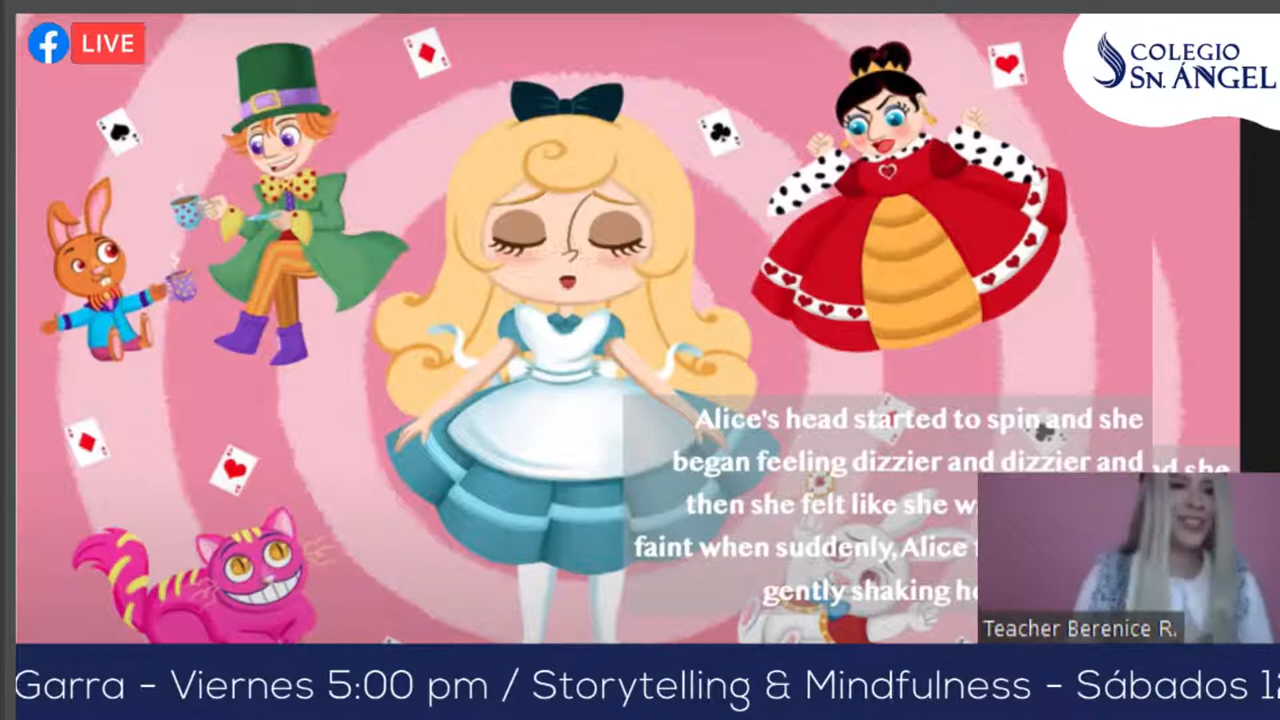 LIVE
COLEGIO
SN. ÁNGEL
Alice's head started to spin and she
began feeling dizzier and dizzier and
then she felt like she
faint when suddenly, Alice
gently shaking
she
Teacher Berenice R.
Garra - Viernes 5:00 pm / Storytelling & Mindfulness - Sábados